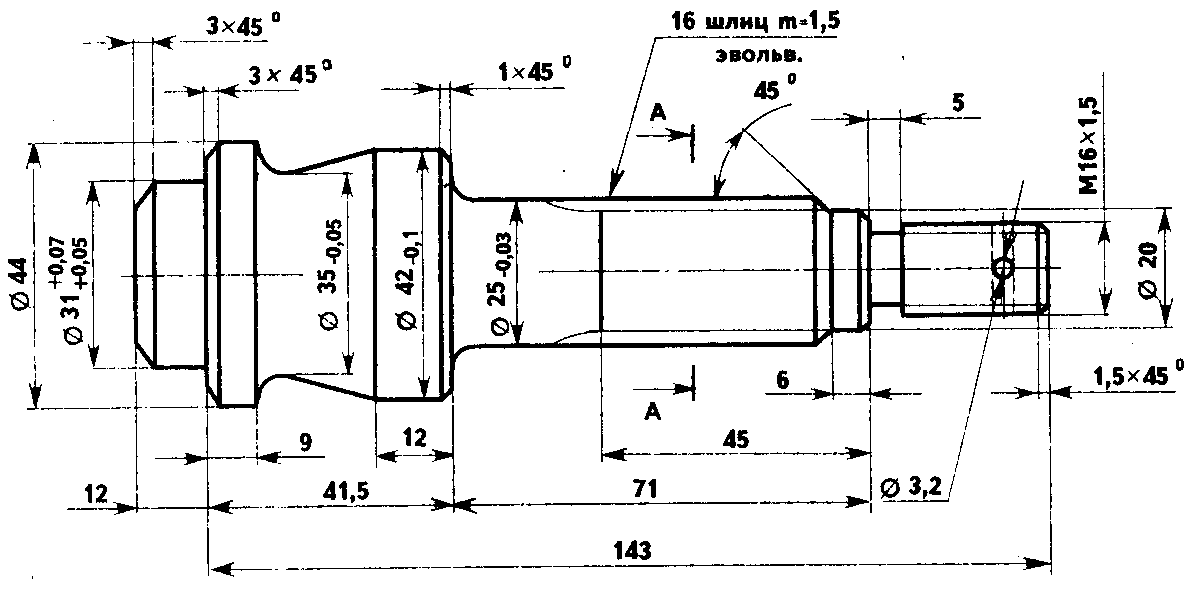 3×45°
3×45°
1×45°
16 шлиц m=1,5
эвольв.
45°
A
5
M16×1,5
Ø 44
Ø 31 +0,07 +0,05
Ø 35-0,05
Ø 42-0,1
Ø 25-0,03
Ø 20
A
6
1,5×45°
9
12
45
12
41,5
71
Ø 3,2
143